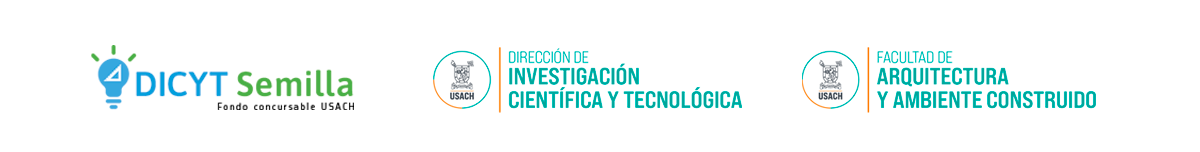 DICYT Semilla
Fondo concursable USACH
USACH
DIRECCIÓN DE
INVESTIGACIÓN
CIENTÍFICA Y TECNOLÓGICA
USACH
FACULTAD DE
ARQUITECTURA
Y AMBIENTE CONSTRUIDO